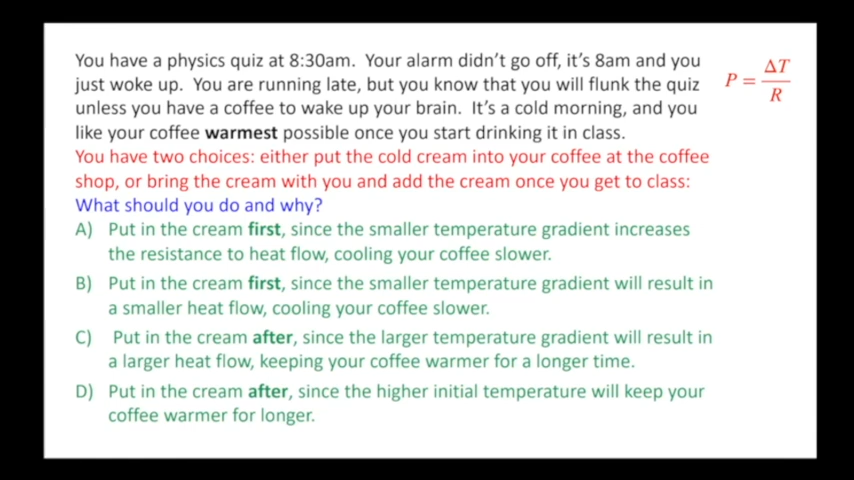 You have a physics quiz at 8:30am. Your alarm didn't go off, it's 8am and you
just woke up. You are running late, but you know that you will flunk the quiz
unless you have a coffee to wake up your brain. It's a cold morning, and you
like your coffee warmest possible once you start drinking it in class.
P = ΔT / R
You have two choices: either put the cold cream into your coffee at the coffee
shop, or bring the cream with you and add the cream once you get to class:
What should you do and why?
A) Put in the cream first, since the smaller temperature gradient increases
the resistance to heat flow, cooling your coffee slower.
B) Put in the cream first, since the smaller temperature gradient will result in
a smaller heat flow, cooling your coffee slower.
C) Put in the cream after, since the larger temperature gradient will result in
a larger heat flow, keeping your coffee warmer for a longer time.
D) Put in the cream after, since the higher initial temperature will keep your
coffee warmer for longer.